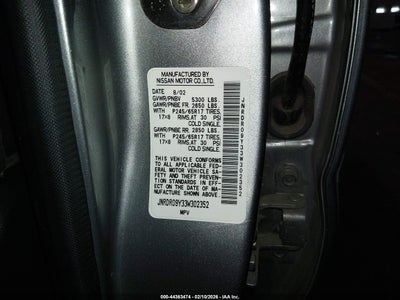 MANUFACTURED BY
NISSAN MOTOR CO., LTD.
DATE 8/02
GVWR/PNBV 5300 LBS.
GAWR/PNBE FR. 2650 LBS.
WITH P245/65R17 TIRES,
17x8 RIMS.AT 30 PSI
COLD SINGLE.
GAWR/PNBE RR. 2850 LBS.
WITH P245/65R17 TIRES,
17x8 RIMS.AT 30 PSI
COLD SINGLE.
THIS VEHICLE CONFORMS
TO ALL APPLICABLE FED-
ERAL MOTOR VEHICLE SA-
FETY AND THEFT PREVEN-
TION STANDARDS IN EFFECT
ON THE DATE OF MA-
NUFACTURE SHOWN ABOVE.
JNRDR09Y33W302352
MPV
000-44363474 - 02/10/2026 - © IAA, Inc.